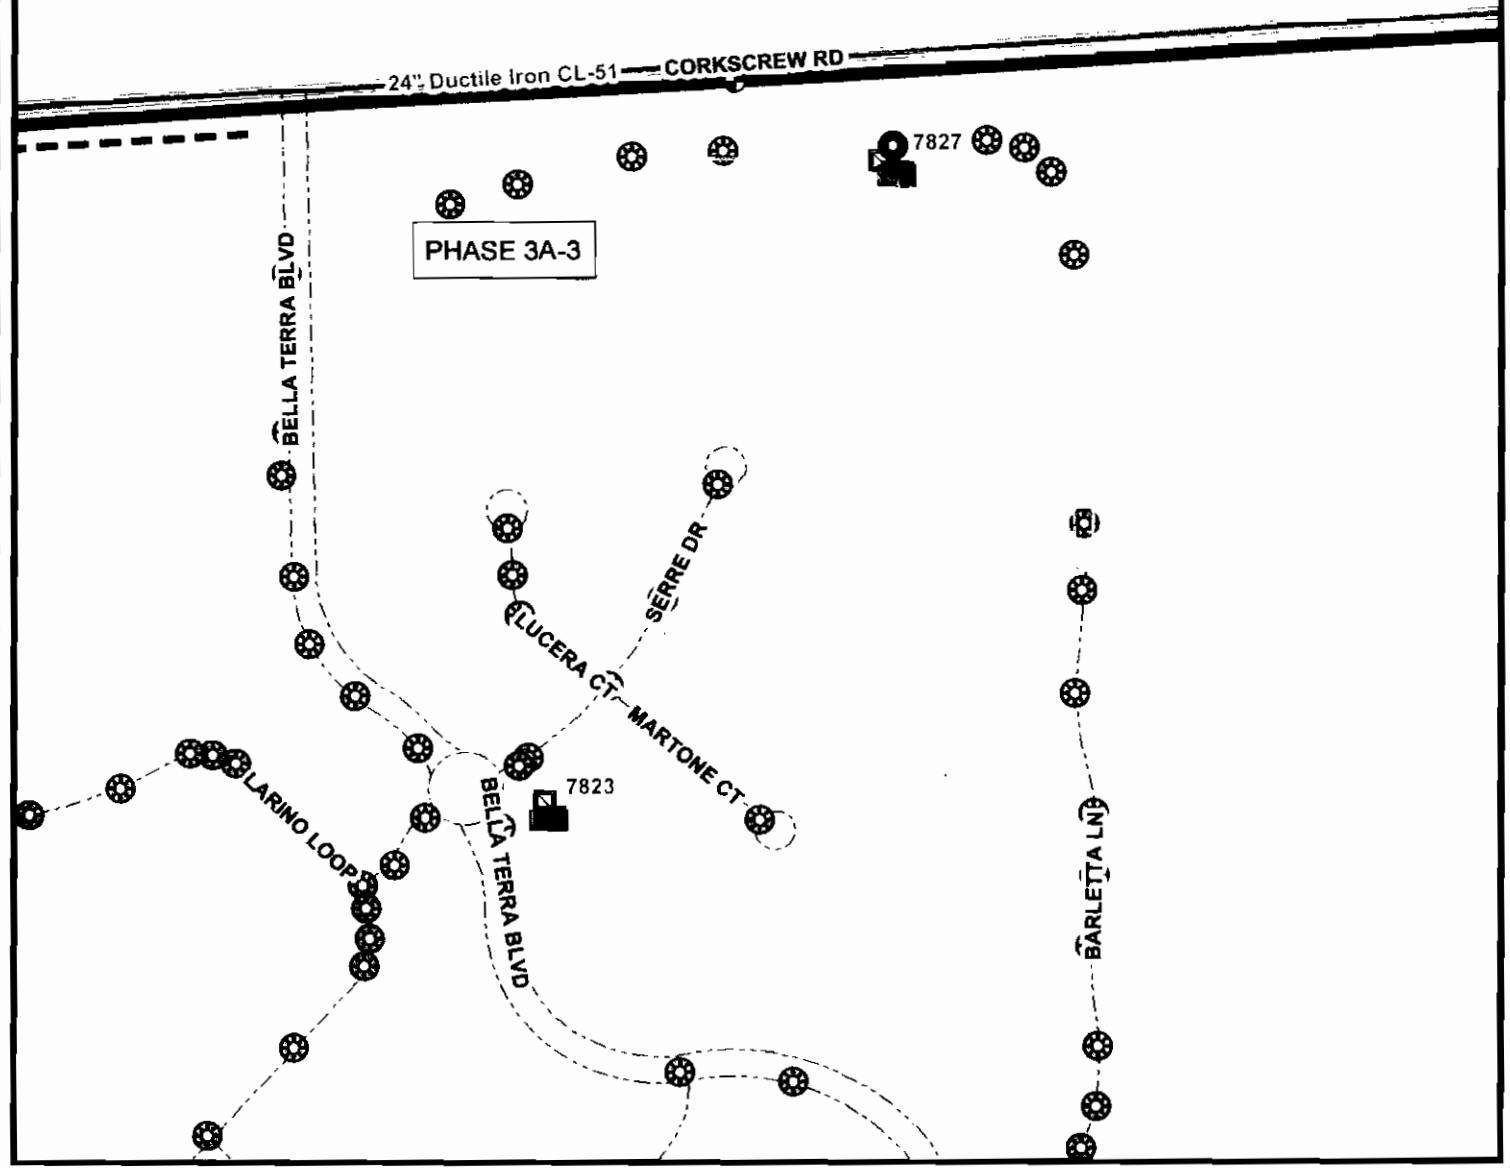 24" Ductile Iron CL-51
CORKSCREW RD
7827
PHASE 3A-3
BELLA TERRA BLVD
SERRE DR
LUCERA CT
MARTONE CT
7823
LARINO LOOP
BELLA TERRA BLVD
BARLETTA LN